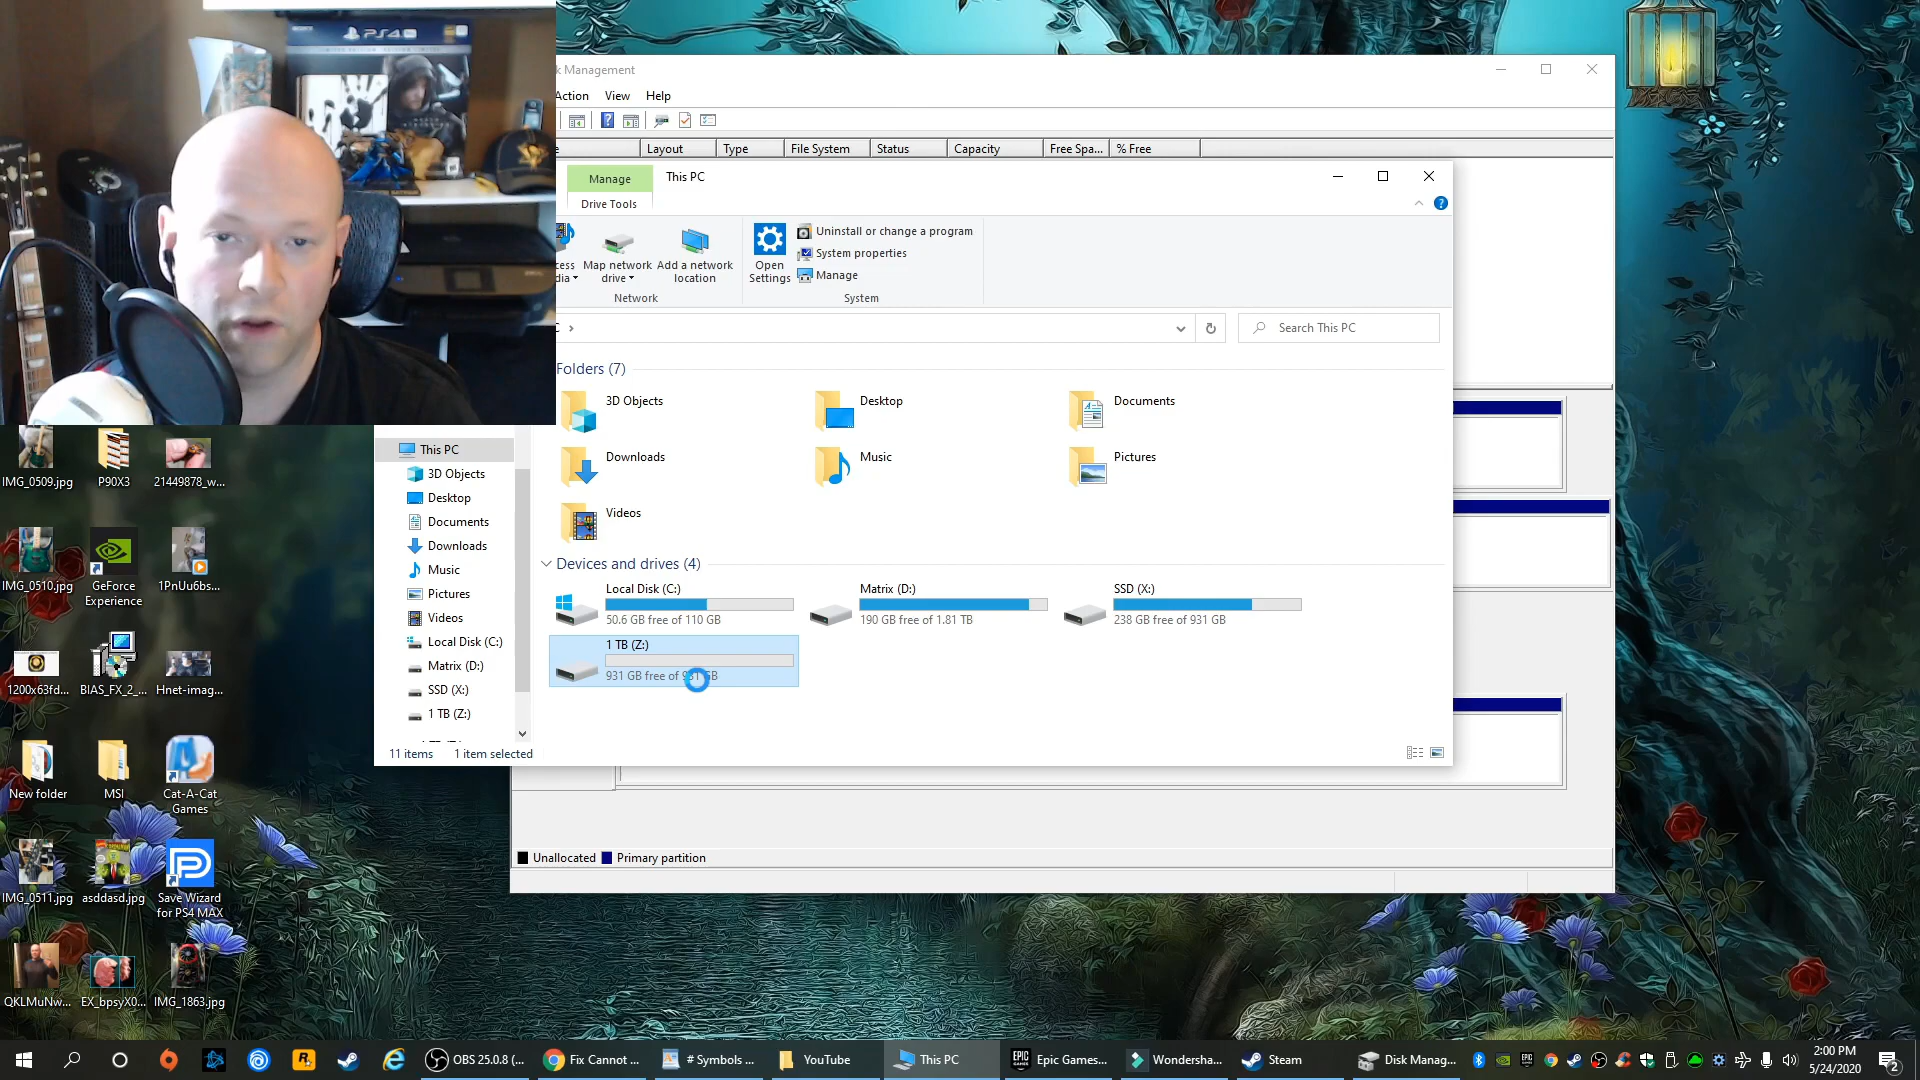 PS4 PRO
k Management
Action View Help
Layout Type File System Status Capacity Free Spa... % Free
Manage This PC
Drive Tools
Map network drive
Add a network location
Open Settings
Uninstall or change a program
System properties
Manage
Network System
Search This PC
Folders (7)
3D Objects Desktop Documents
Downloads Music Pictures
Videos
Devices and drives (4)
Local Disk (C:)
50.6 GB free of 110 GB
Matrix (D:)
190 GB free of 1.81 TB
SSD (X:)
238 GB free of 931 GB
1 TB (Z:)
931 GB free of 931 GB
This PC
3D Objects
Desktop
Documents
Downloads
Music
Pictures
Videos
Local Disk (C:)
Matrix (D:)
SSD (X:)
1 TB (Z:)
11 items 1 item selected
Unallocated Primary partition
IMG_0509.jpg P90X3 21449878_w...
IMG_0510.jpg GeForce Experience 1PnUu6bs...
1200x63fd... BIAS_FX_2_... Hnet-imag...
New folder MSI Cat-A-Cat Games
IMG_0511.jpg asddasd.jpg Save Wizard for PS4 MAX
QKLMuNw... EX_bpsyX0... IMG_1863.jpg
OBS 25.0.8 (... Fix Cannot ... # Symbols ... YouTube This PC Epic Games... Wondersha... Steam Disk Manag...
2:00 PM
5/24/2020
2